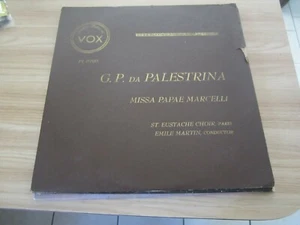 VOX
G. P. DA PALESTRINA
MISSA PAPAE MARCELLI
ST. EUSTACHE CHOIR, PARIS
EMILE MARTIN, CONDUCTOR